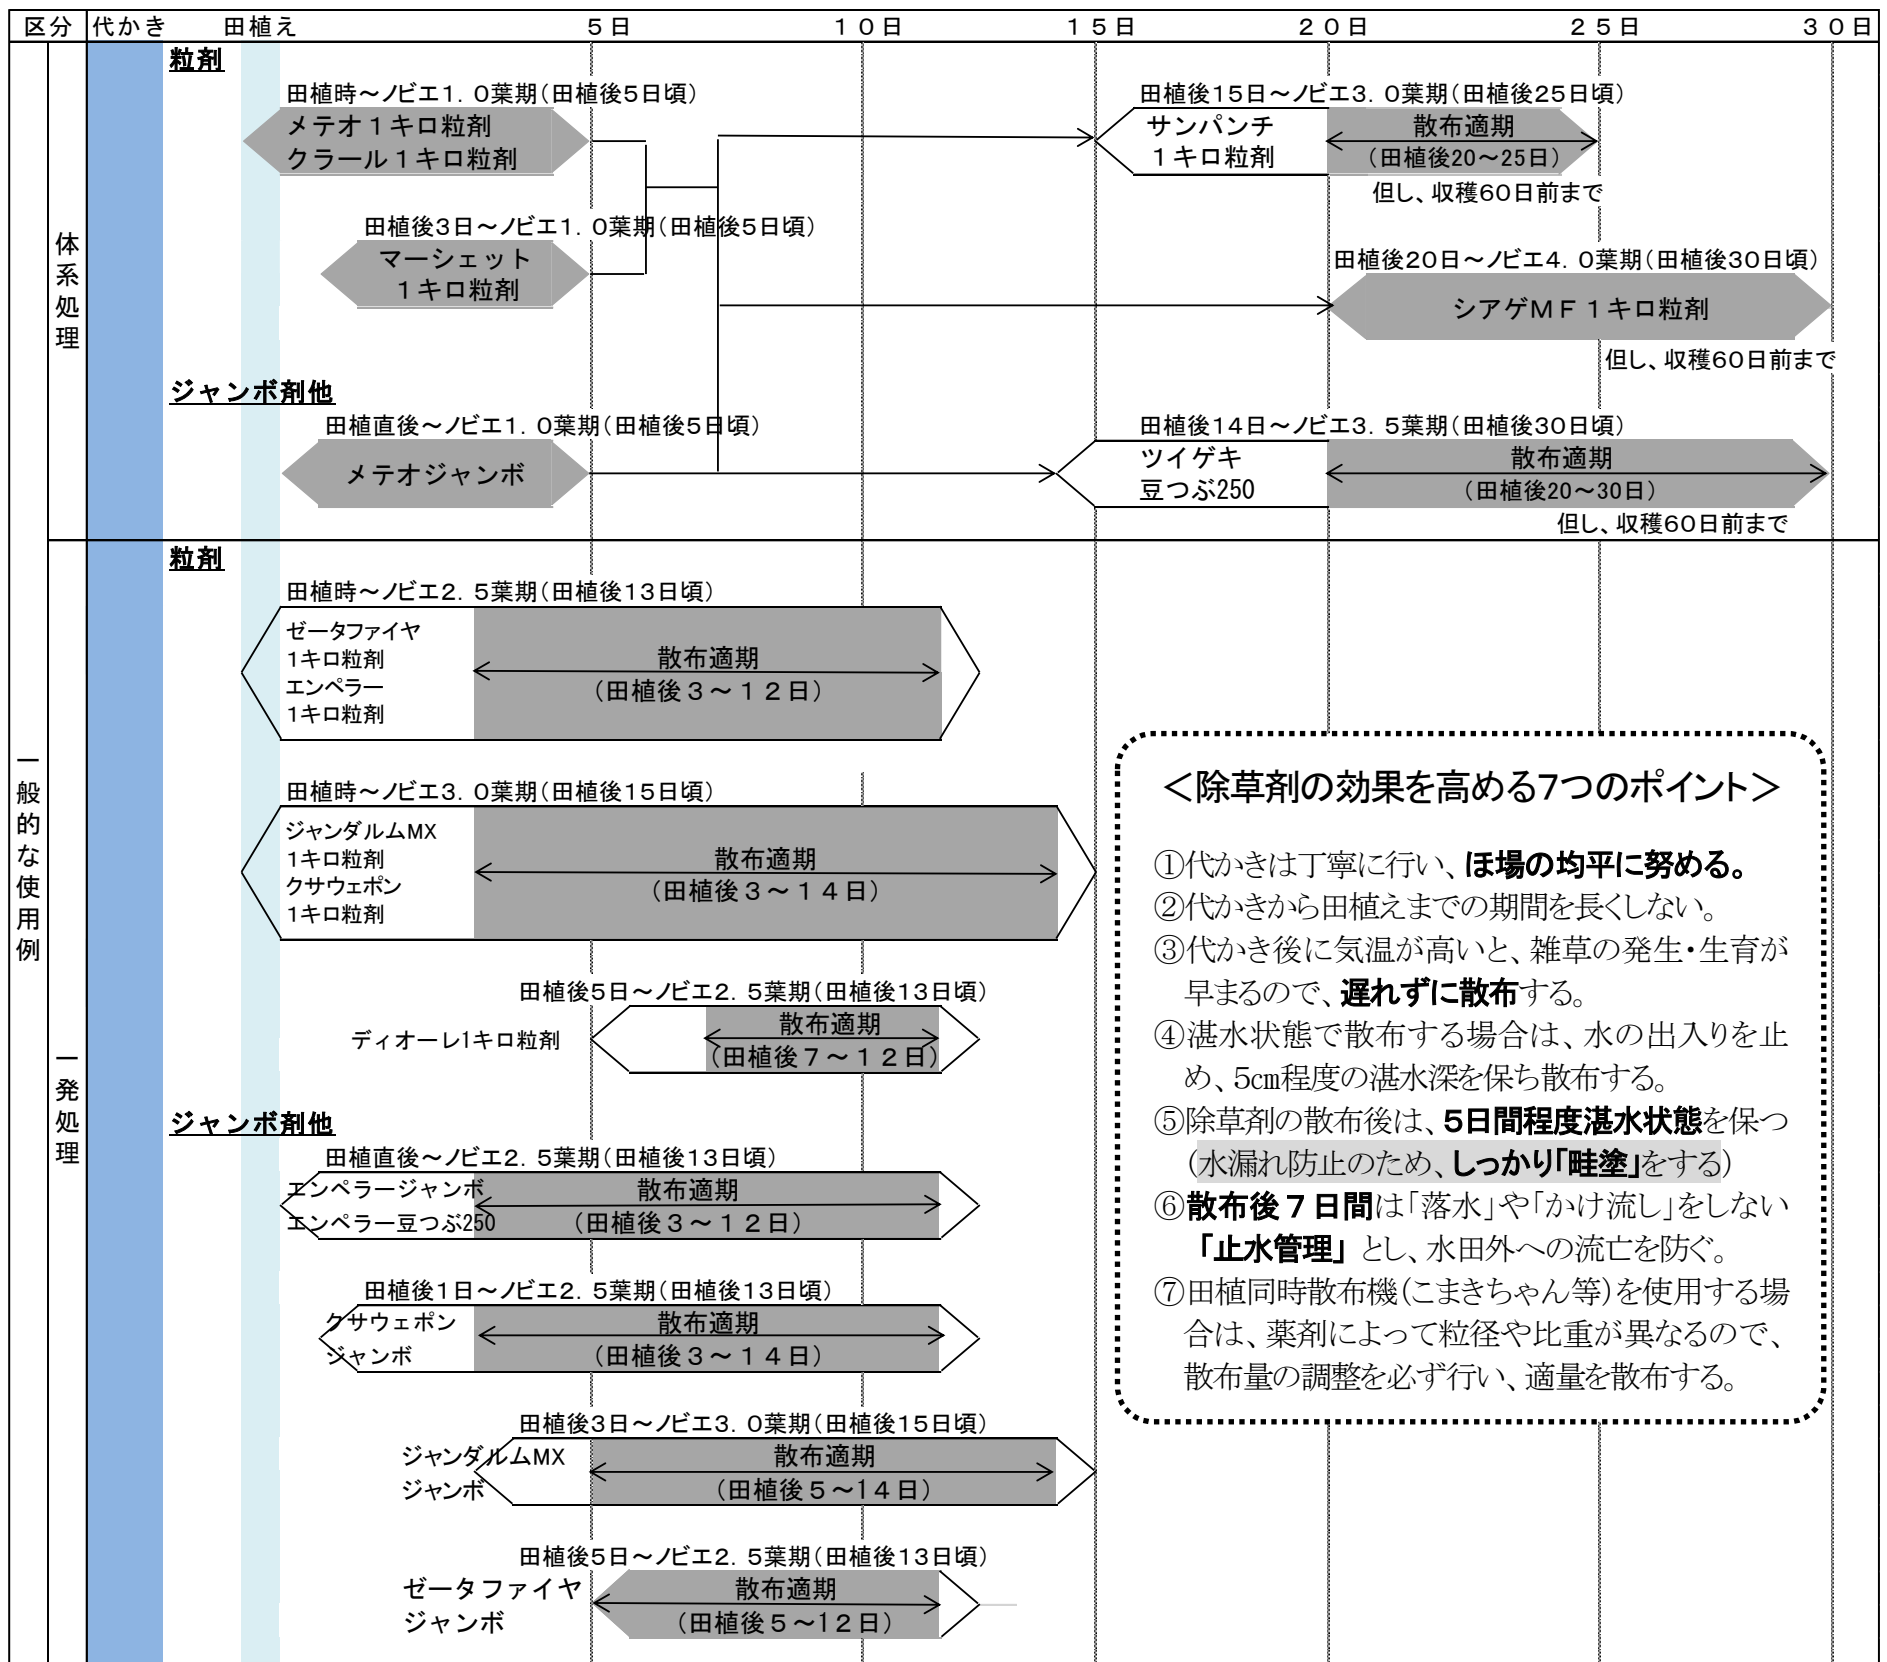 区分 代かき 田植え 5日 10日 15日 20日 25日 30日
一般的な使用例
体系処理
粒剤
田植時～ノビエ1.0葉期(田植後5日頃)
メテオ1キロ粒剤
クラール1キロ粒剤
田植後15日～ノビエ3.0葉期(田植後25日頃)
サンパンチ
1キロ粒剤
散布適期
(田植後20～25日)
但し、収穫60日前まで
田植後3日～ノビエ1.0葉期(田植後5日頃)
マーシェット
1キロ粒剤
田植後20日～ノビエ4.0葉期(田植後30日頃)
シアゲMF1キロ粒剤
但し、収穫60日前まで
ジャンボ剤他
田植直後～ノビエ1.0葉期(田植後5日頃)
メテオジャンボ
田植後14日～ノビエ3.5葉期(田植後30日頃)
ツイゲキ
豆つぶ250
散布適期
(田植後20～30日)
但し、収穫60日前まで
一発処理
粒剤
田植時～ノビエ2.5葉期(田植後13日頃)
ゼータファイヤ
1キロ粒剤
エンペラー
1キロ粒剤
散布適期
(田植後3～12日)
田植時～ノビエ3.0葉期(田植後15日頃)
ジャンダルムMX
1キロ粒剤
クサウェポン
1キロ粒剤
散布適期
(田植後3～14日)
田植後5日～ノビエ2.5葉期(田植後13日頃)
ディオーレ1キロ粒剤
散布適期
(田植後7～12日)
ジャンボ剤他
田植直後～ノビエ2.5葉期(田植後13日頃)
エンペラージャンボ
エンペラー豆つぶ250
散布適期
(田植後3～12日)
田植後1日～ノビエ2.5葉期(田植後13日頃)
クサウェポン
ジャンボ
散布適期
(田植後3～14日)
田植後3日～ノビエ3.0葉期(田植後15日頃)
ジャンダルムMX
ジャンボ
散布適期
(田植後5～14日)
田植後5日～ノビエ2.5葉期(田植後13日頃)
ゼータファイヤ
ジャンボ
散布適期
(田植後5～12日)
＜除草剤の効果を高める7つのポイント＞
①代かきは丁寧に行い、ほ場の均平に努める。
②代かきから田植えまでの期間を長くしない。
③代かき後に気温が高いと、雑草の発生・生育が
早まるので、遅れずに散布する。
④湛水状態で散布する場合は、水の出入りを止
め、5cm程度の湛水深を保ち散布する。
⑤除草剤の散布後は、5日間程度湛水状態を保つ
(水漏れ防止のため、しっかり「畦塗」をする)
⑥散布後7日間は「落水」や「かけ流し」をしない
「止水管理」とし、水田外への流亡を防ぐ。
⑦田植同時散布機(こまきちゃん等)を使用する場
合は、薬剤によって粒径や比重が異なるので、
散布量の調整を必ず行い、適量を散布する。